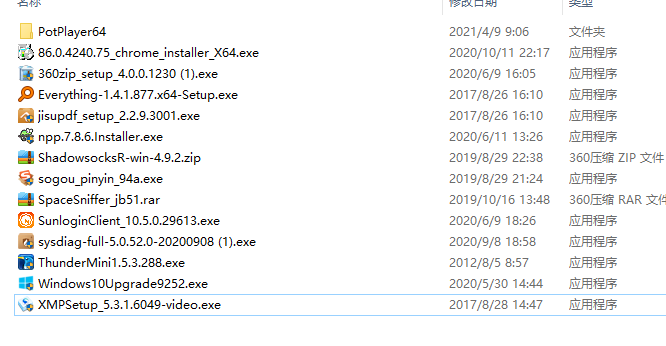 名称 修改日期 类型
PotPlayer64 2021/4/9 9:06 文件夹
86.0.4240.75_chrome_installer_X64.exe 2020/10/11 22:17 应用程序
360zip_setup_4.0.0.1230 (1).exe 2020/6/9 16:05 应用程序
Everything-1.4.1.877.x64-Setup.exe 2017/8/26 16:10 应用程序
jisupdf_setup_2.2.9.3001.exe 2017/8/26 16:10 应用程序
npp.7.8.6.Installer.exe 2020/6/11 13:26 应用程序
ShadowsocksR-win-4.9.2.zip 2019/8/29 22:38 360压缩 ZIP 文件
sogou_pinyin_94a.exe 2019/8/29 21:24 应用程序
SpaceSniffer_jb51.rar 2019/10/16 13:48 360压缩 RAR 文件
SunloginClient_10.5.0.29613.exe 2020/6/9 18:26 应用程序
sysdiag-full-5.0.52.0-20200908 (1).exe 2020/9/8 18:58 应用程序
ThunderMini1.5.3.288.exe 2012/8/5 8:57 应用程序
Windows10Upgrade9252.exe 2020/5/30 14:44 应用程序
XMPSetup_5.3.1.6049-video.exe 2017/8/28 14:47 应用程序